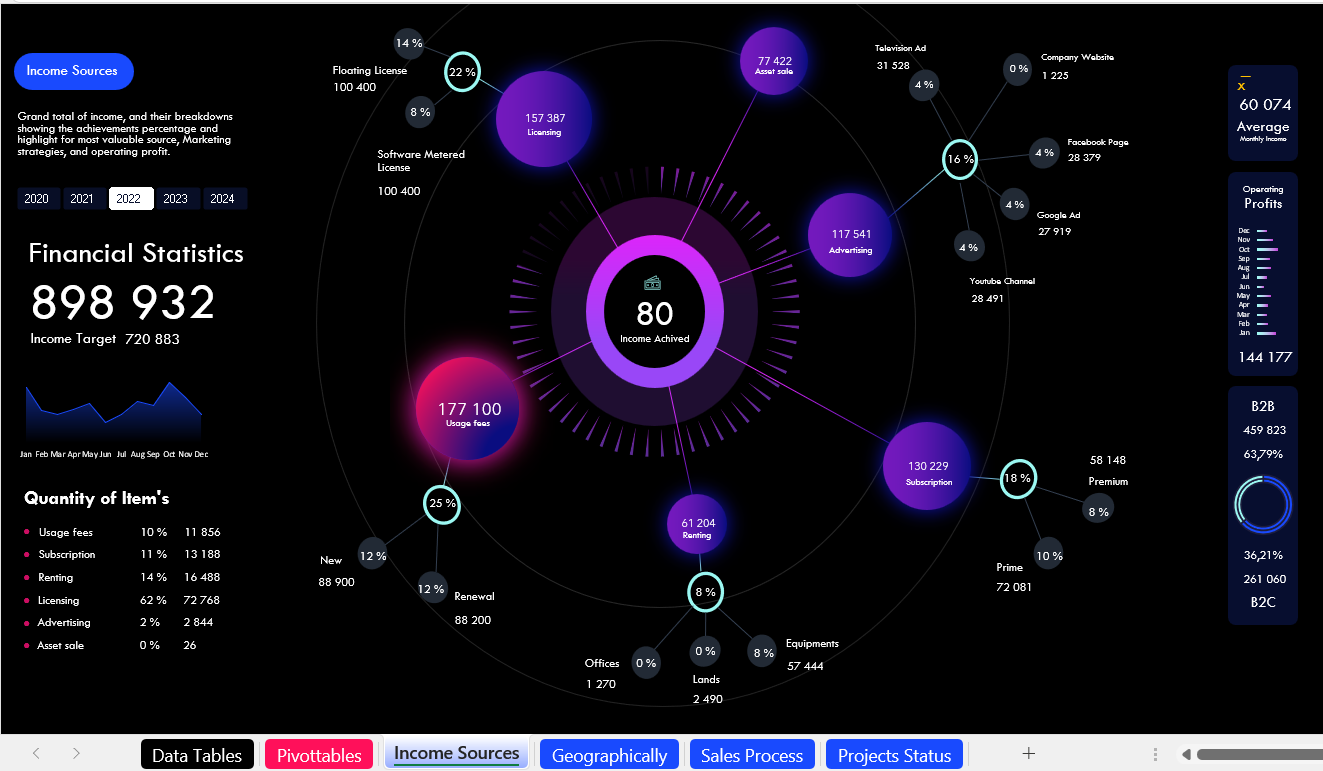 Income Sources
Grand total of income, and their breakdowns
showing the achievements percentage and
highlight for most valuable source, Marketing
strategies, and operating profit.
2020 2021 2022 2023 2024
Financial Statistics
898 932
Income Target 720 883
Jan Feb Mar Apr May Jun Jul Aug Sep Oct Nov Dec
Quantity of Item's
Usage fees 10 % 11 856
Subscription 11 % 13 188
Renting 14 % 16 488
Licensing 62 % 72 768
Advertising 2 % 2 844
Asset sale 0 % 26
14 %
Floating License
100 400
22 %
8 %
Software Metered
License
100 400
157 387
Licensing
77 422
Asset sale
Television Ad
31 528
4 %
0 %
Company Website
1 225
16 %
4 %
Facebook Page
28 379
4 %
Google Ad
27 919
4 %
Youtube Channel
28 491
117 541
Advertising
80
Income Achived
177 100
Usage fees
25 %
12 %
New
88 900
12 %
Renewal
88 200
61 204
Renting
8 %
0 %
Offices
1 270
0 %
Lands
2 490
8 %
Equipments
57 444
130 229
Subscription
18 %
58 148
Premium
8 %
10 %
Prime
72 081
x
60 074
Average
Monthly Income
Operating
Profits
Dec
Nov
Oct
Sep
Aug
Jul
Jun
May
Apr
Mar
Feb
Jan
144 177
B2B
459 823
63,79%
36,21%
261 060
B2C
Data Tables Pivottables Income Sources Geographically Sales Process Projects Status